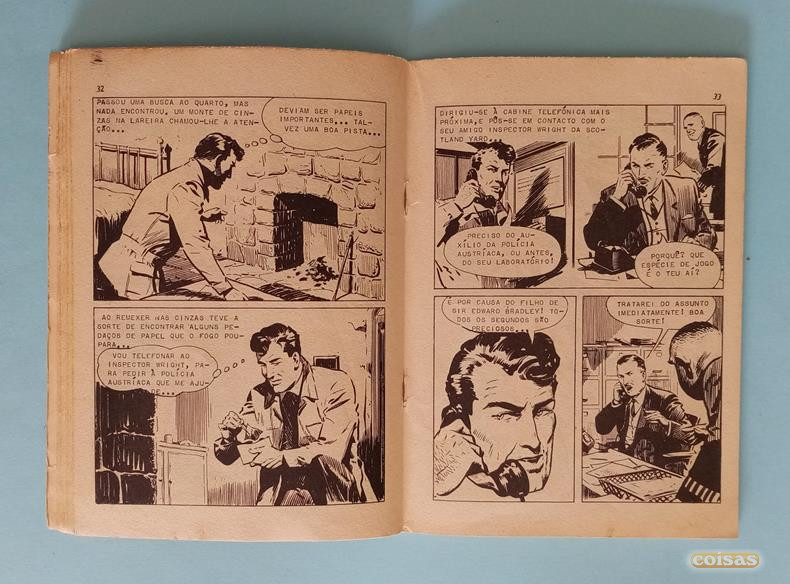 32
PASSOU UMA BUSCA AO QUARTO, MAS
NADA ENCONTROU, UM MONTE DE CIN-
ZAS NA LAREIRA CHAMOU-LHE A ATEN-
ÇÃO...
DEVIAM SER PAPEIS
IMPORTANTES... TAL-
VEZ UMA BOA PISTA...
AO REMEXER NAS CINZAS TEVE A
SORTE DE ENCONTRAR ALGUNS PE-
DAÇOS DE PAPEL QUE O FOGO POU-
PARA...
VOU TELEFONAR AO
INSPECTOR WRIGHT, PA-
RA PEDIR À POLÍCIA
AUSTRÍACA QUE ME AJU-
DE...
33
DIRIGIU-SE À CABINE TELEFÓNICA MAIS
PRÓXIMA,E PÔS-SE EM CONTACTO COM O
SEU AMIGO INSPECTOR WRIGHT DA SCO-
TLAND YARD...
PRECISO DO AU-
XÍLIO DA POLÍCIA
AUSTRÍACA, OU ANTES,
DO SEU LABORATÓRIO!
PORQUÊ? QUE
ESPÉCIE DE JOGO
É O TEU AÍ?
É POR CAUSA DO FILHO DE
SIR EDWARD BRADLEY! TO-
DOS OS SEGUNDOS SÃO
PRECIOSOS...
TRATAREI DO ASSUNTO
IMEDIATAMENTE! BOA
SORTE!
coisas